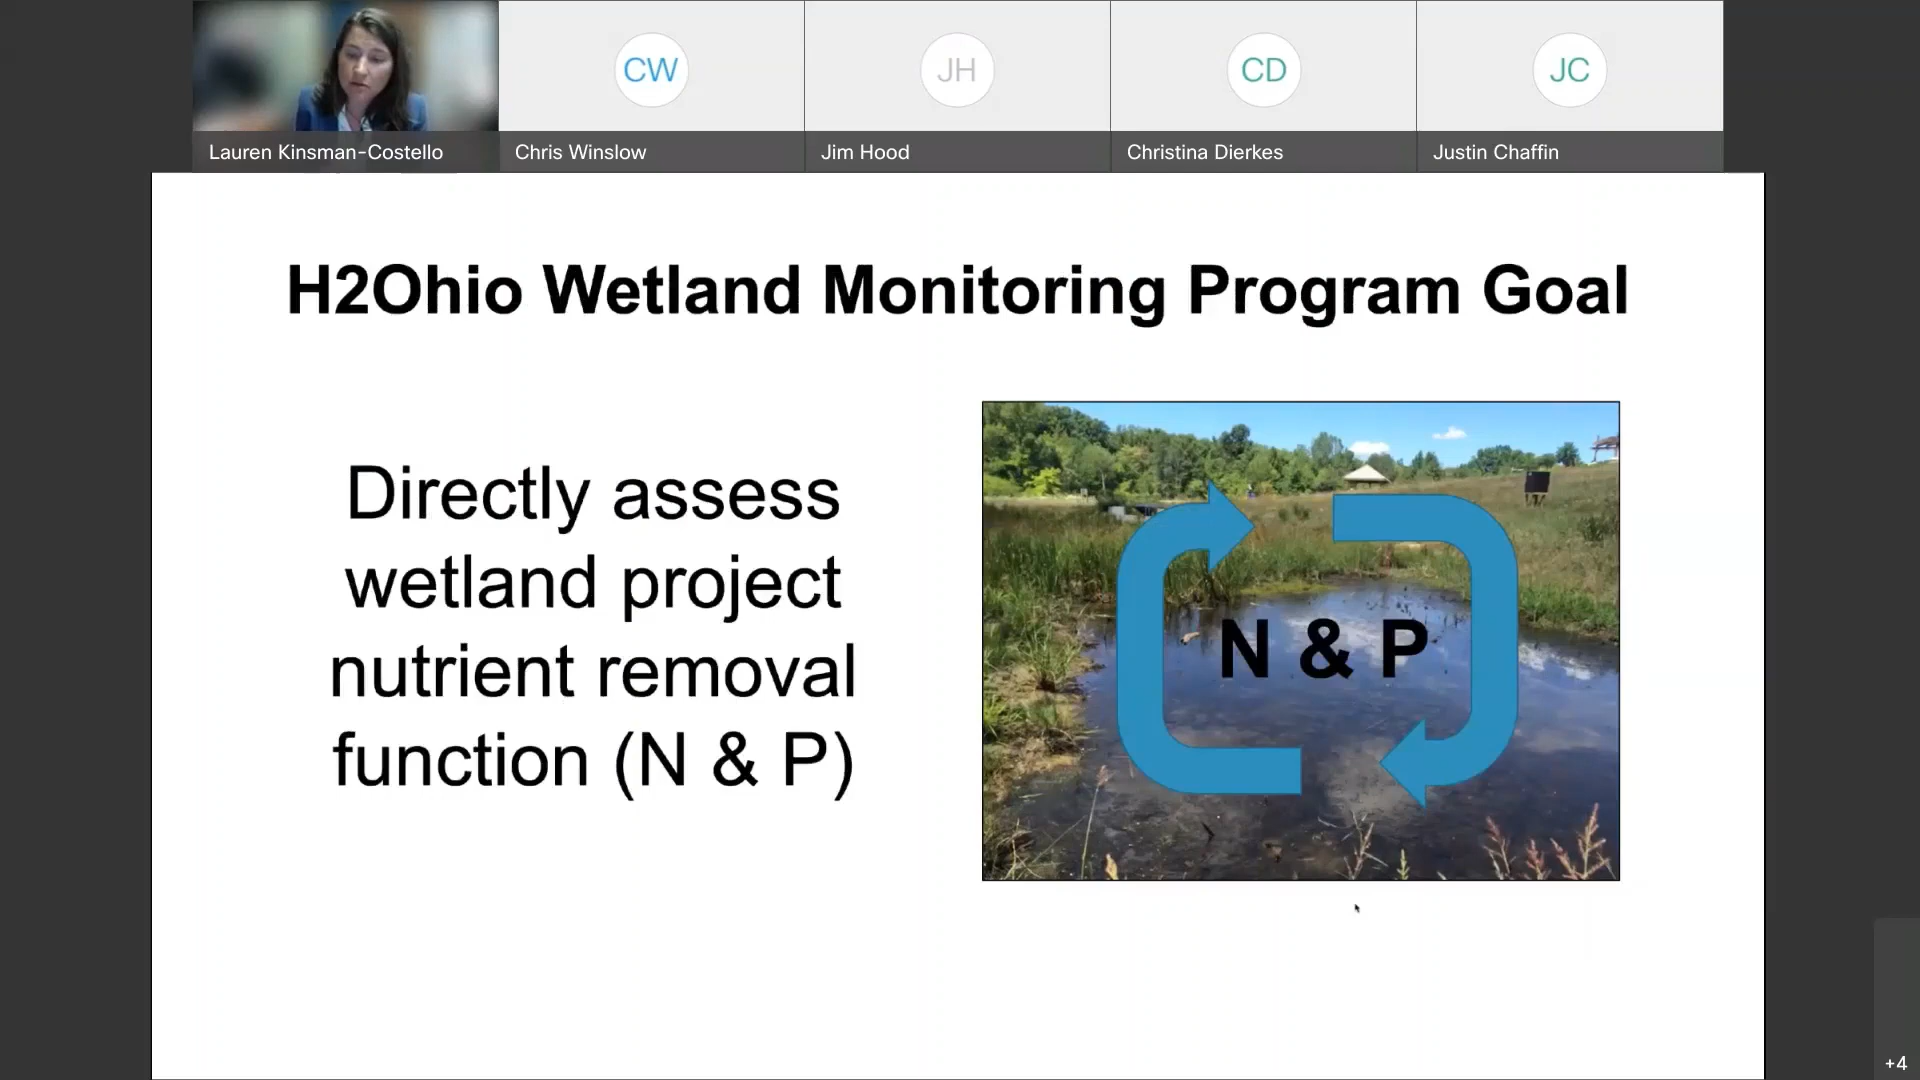 CW
JH
CD
JC
Lauren Kinsman-Costello
Chris Winslow
Jim Hood
Christina Dierkes
Justin Chaffin
H2Ohio Wetland Monitoring Program Goal
Directly assess
wetland project
nutrient removal
function (N & P)
N & P
+4